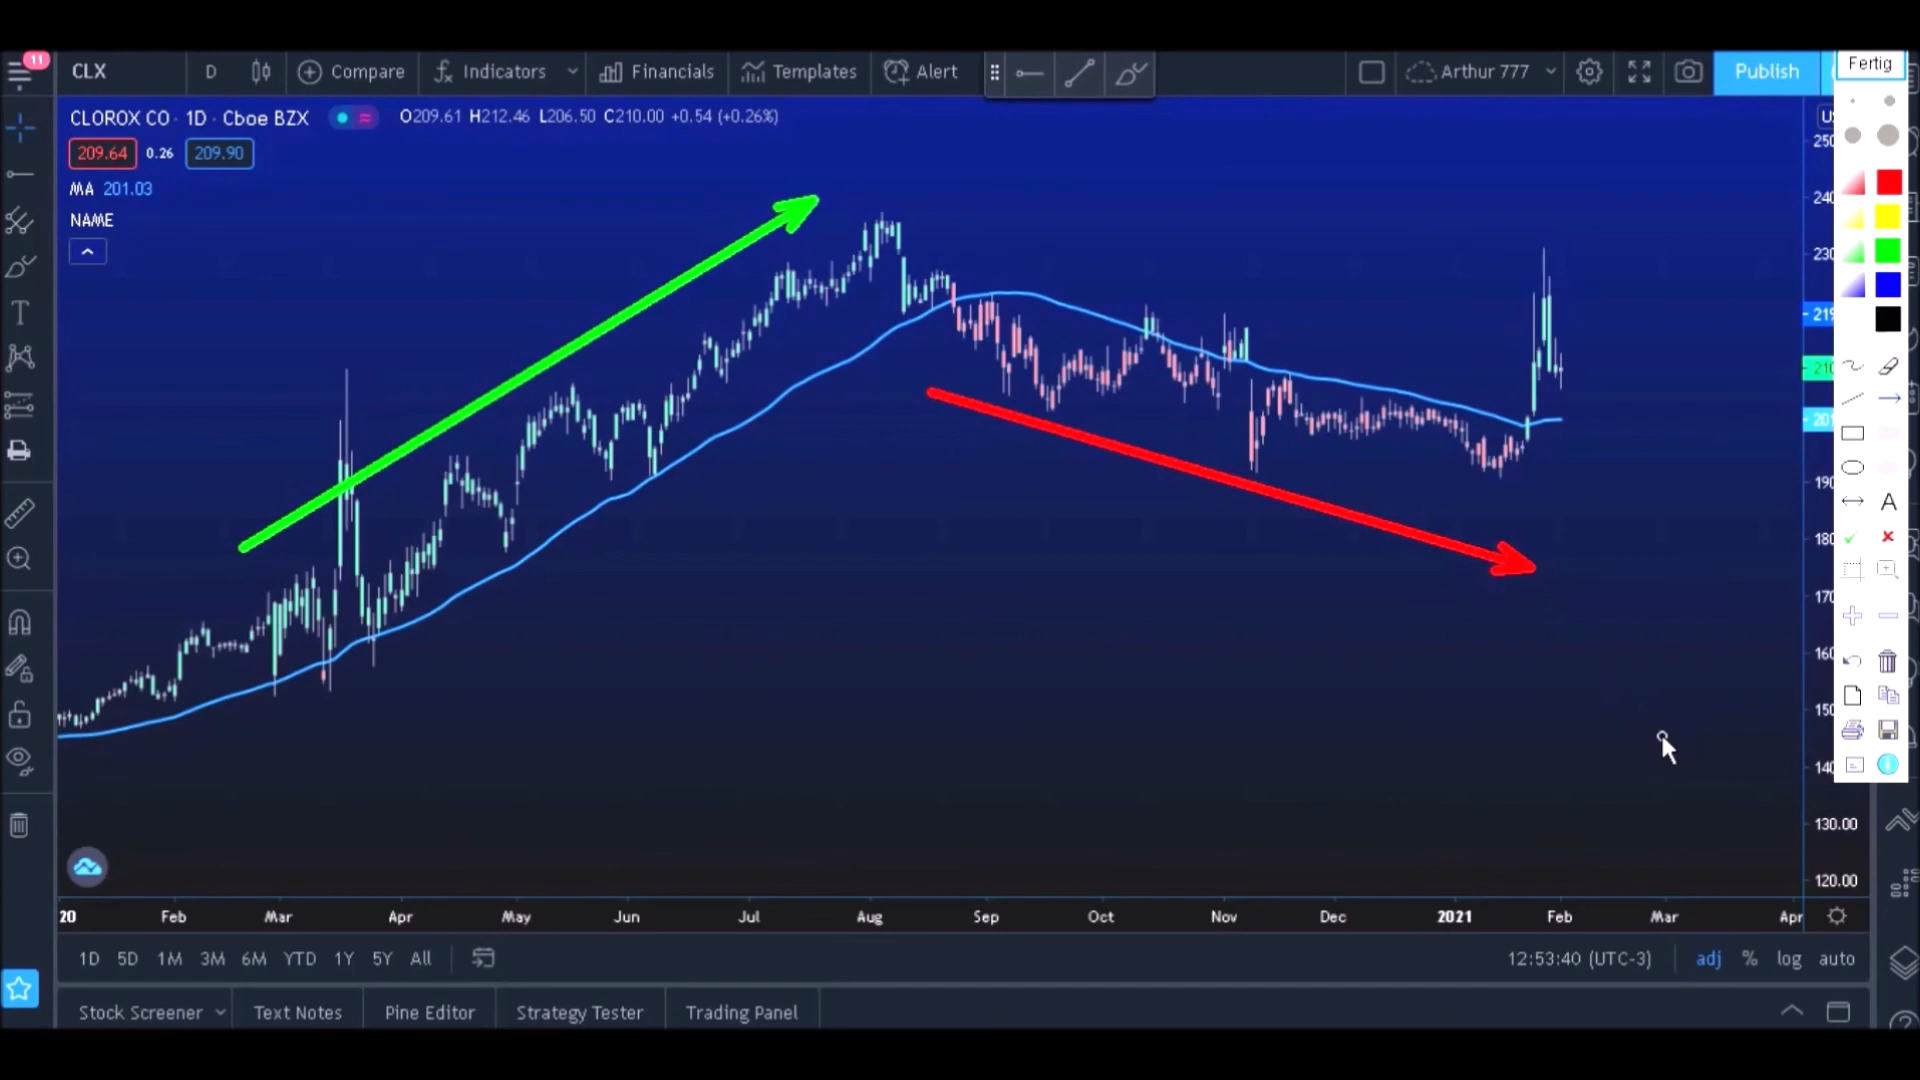 11
CLX D Compare Indicators Financials Templates Alert Arthur 777 Publish Fertig
CLOROX CO · 1D · Cboe BZX O209.61 H212.46 L206.50 C210.00 +0.54 (+0.26%)
209.64 0.26 209.90
MA 201.03
NAME
T
A
219
210
201
130.00
120.00
20 Feb Mar Apr May Jun Jul Aug Sep Oct Nov Dec 2021 Feb Mar Apr
1D 5D 1M 3M 6M YTD 1Y 5Y All 12:53:40 (UTC-3) adj % log auto
Stock Screener Text Notes Pine Editor Strategy Tester Trading Panel